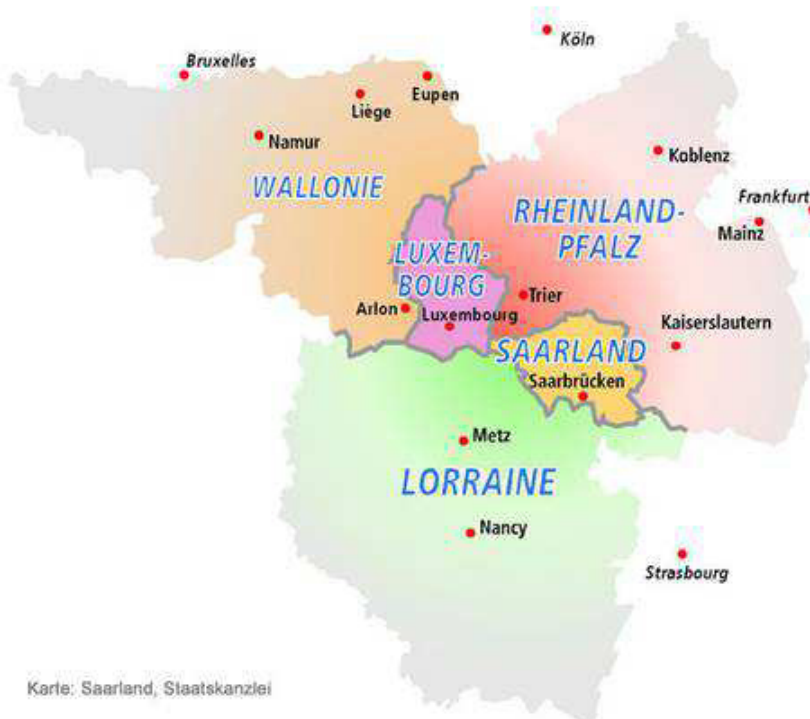 Köln
Bruxelles
Eupen
Liège
Namur
Koblenz
WALLONIE
Frankfurt
RHEINLAND-
PFALZ
Mainz
LUXEM-
BOURG
Trier
Arlon
Luxembourg
Kaiserslautern
SAARLAND
Saarbrücken
Metz
LORRAINE
Nancy
Strasbourg
Karte: Saarland, Staatskanzlei